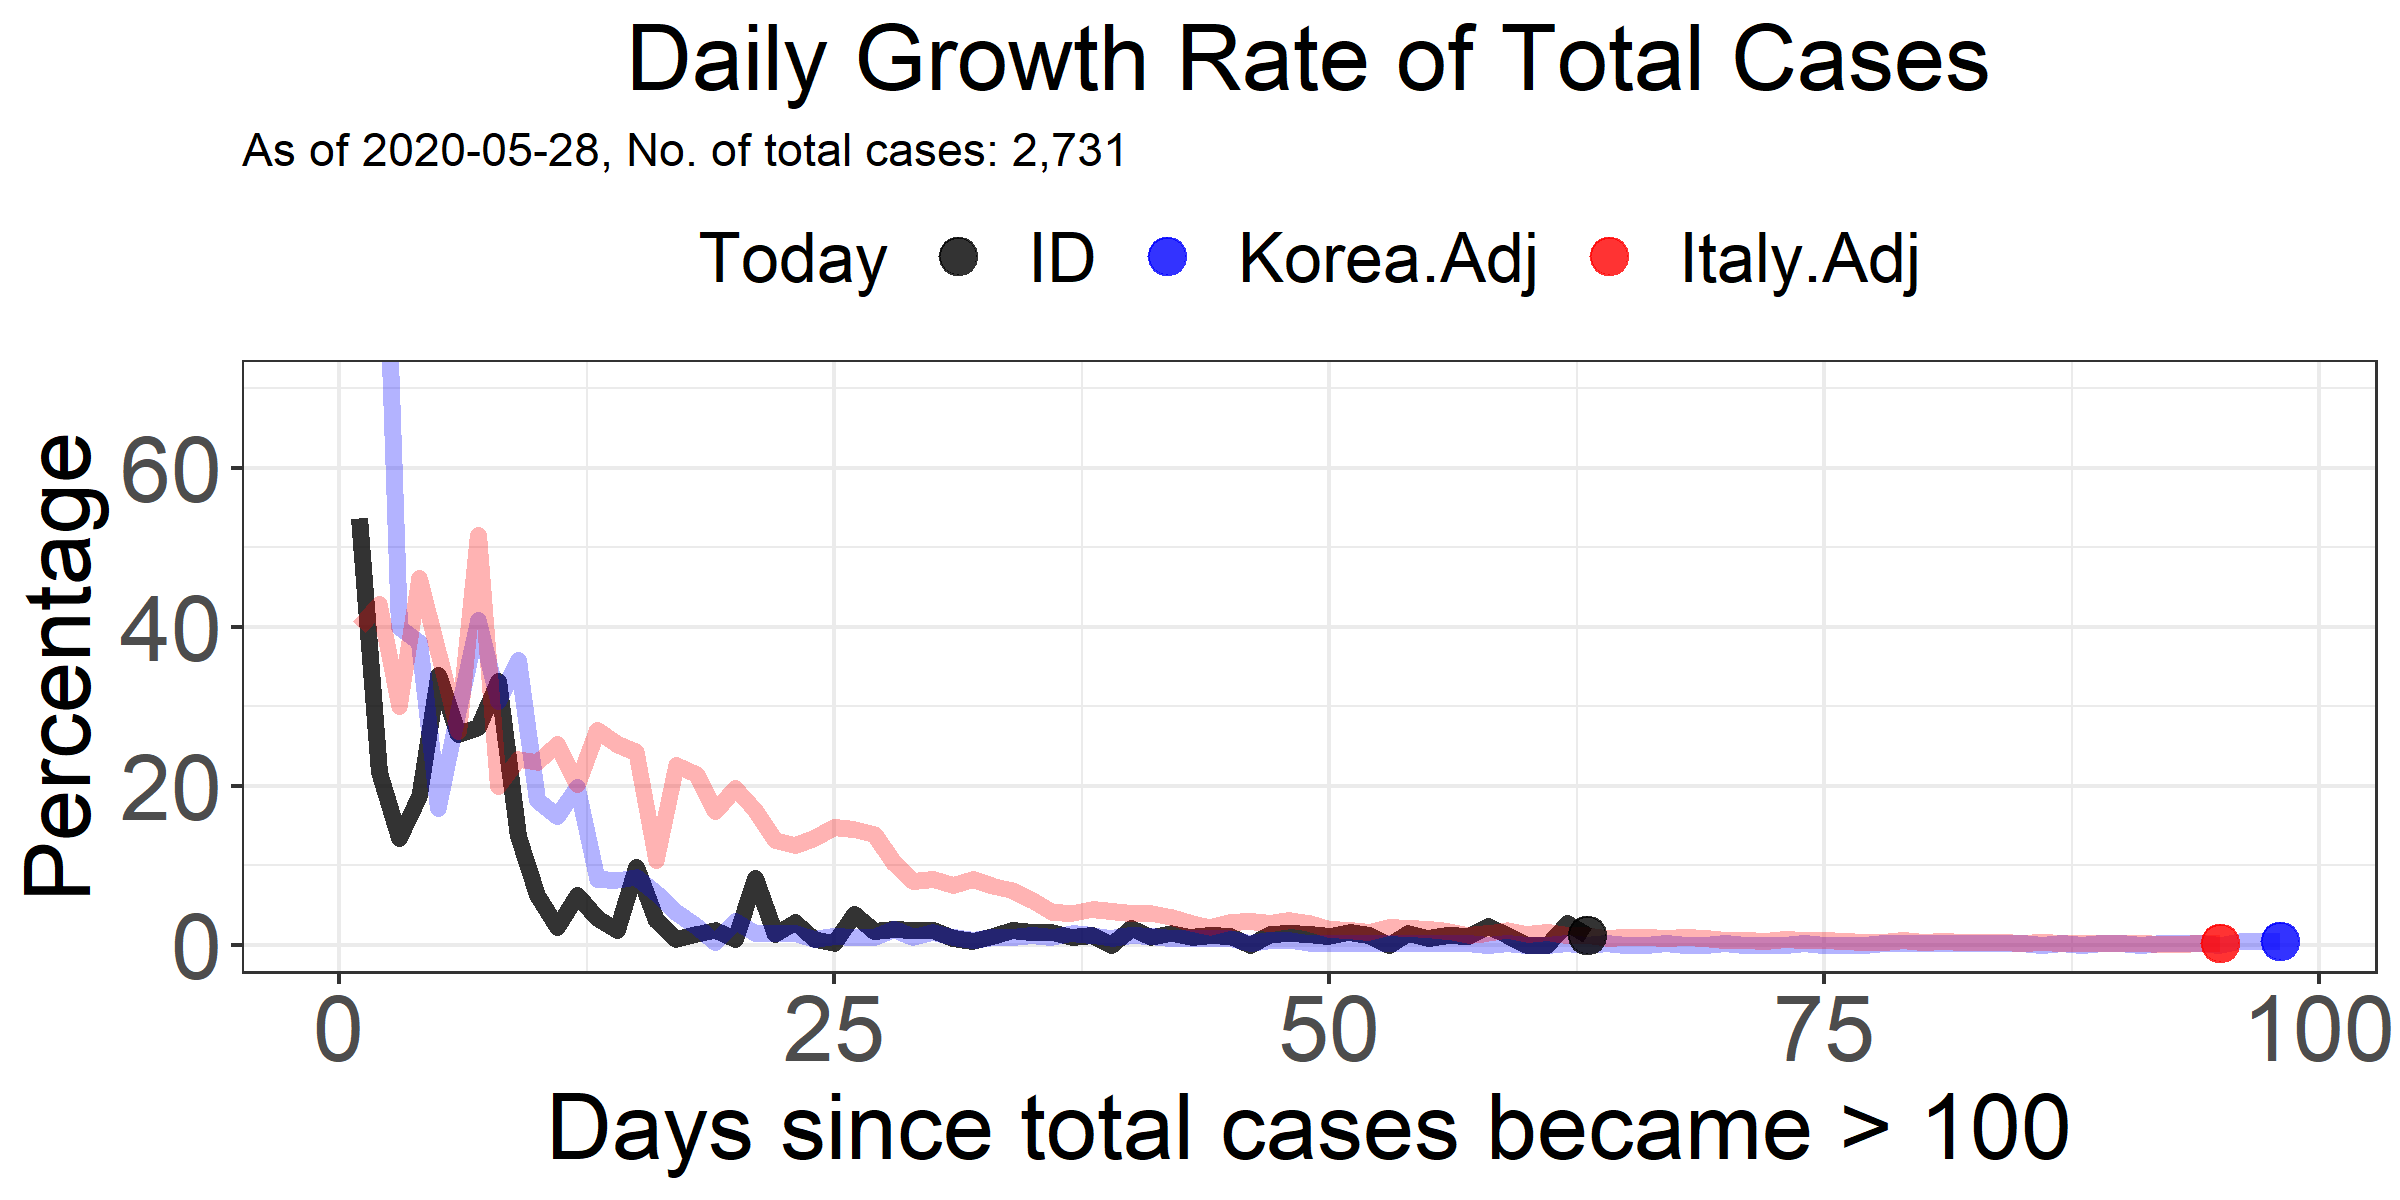 Daily Growth Rate of Total Cases
As of 2020-05-28, No. of total cases: 2,731
Today ID Korea.Adj Italy.Adj
Percentage
60
40
20
0
0 25 50 75 100
Days since total cases became > 100